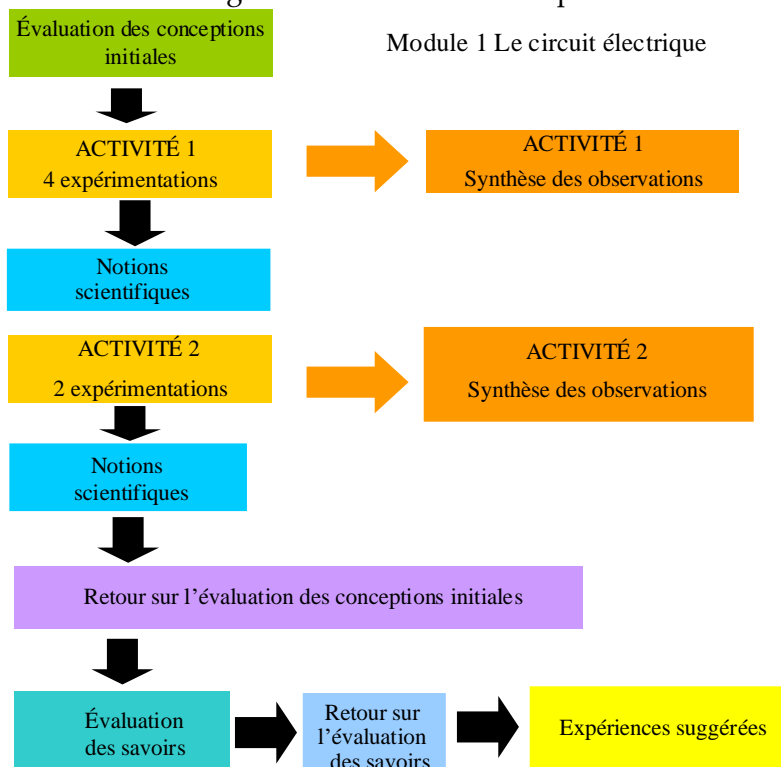 Évaluation des conceptions
initiales
Module 1 Le circuit électrique
ACTIVITÉ 1
4 expérimentations
ACTIVITÉ 1
Synthèse des observations
Notions
scientifiques
ACTIVITÉ 2
2 expérimentations
ACTIVITÉ 2
Synthèse des observations
Notions
scientifiques
Retour sur l’évaluation des conceptions initiales
Évaluation
des savoirs
Retour sur
l’évaluation
des savoirs
Expériences suggérées